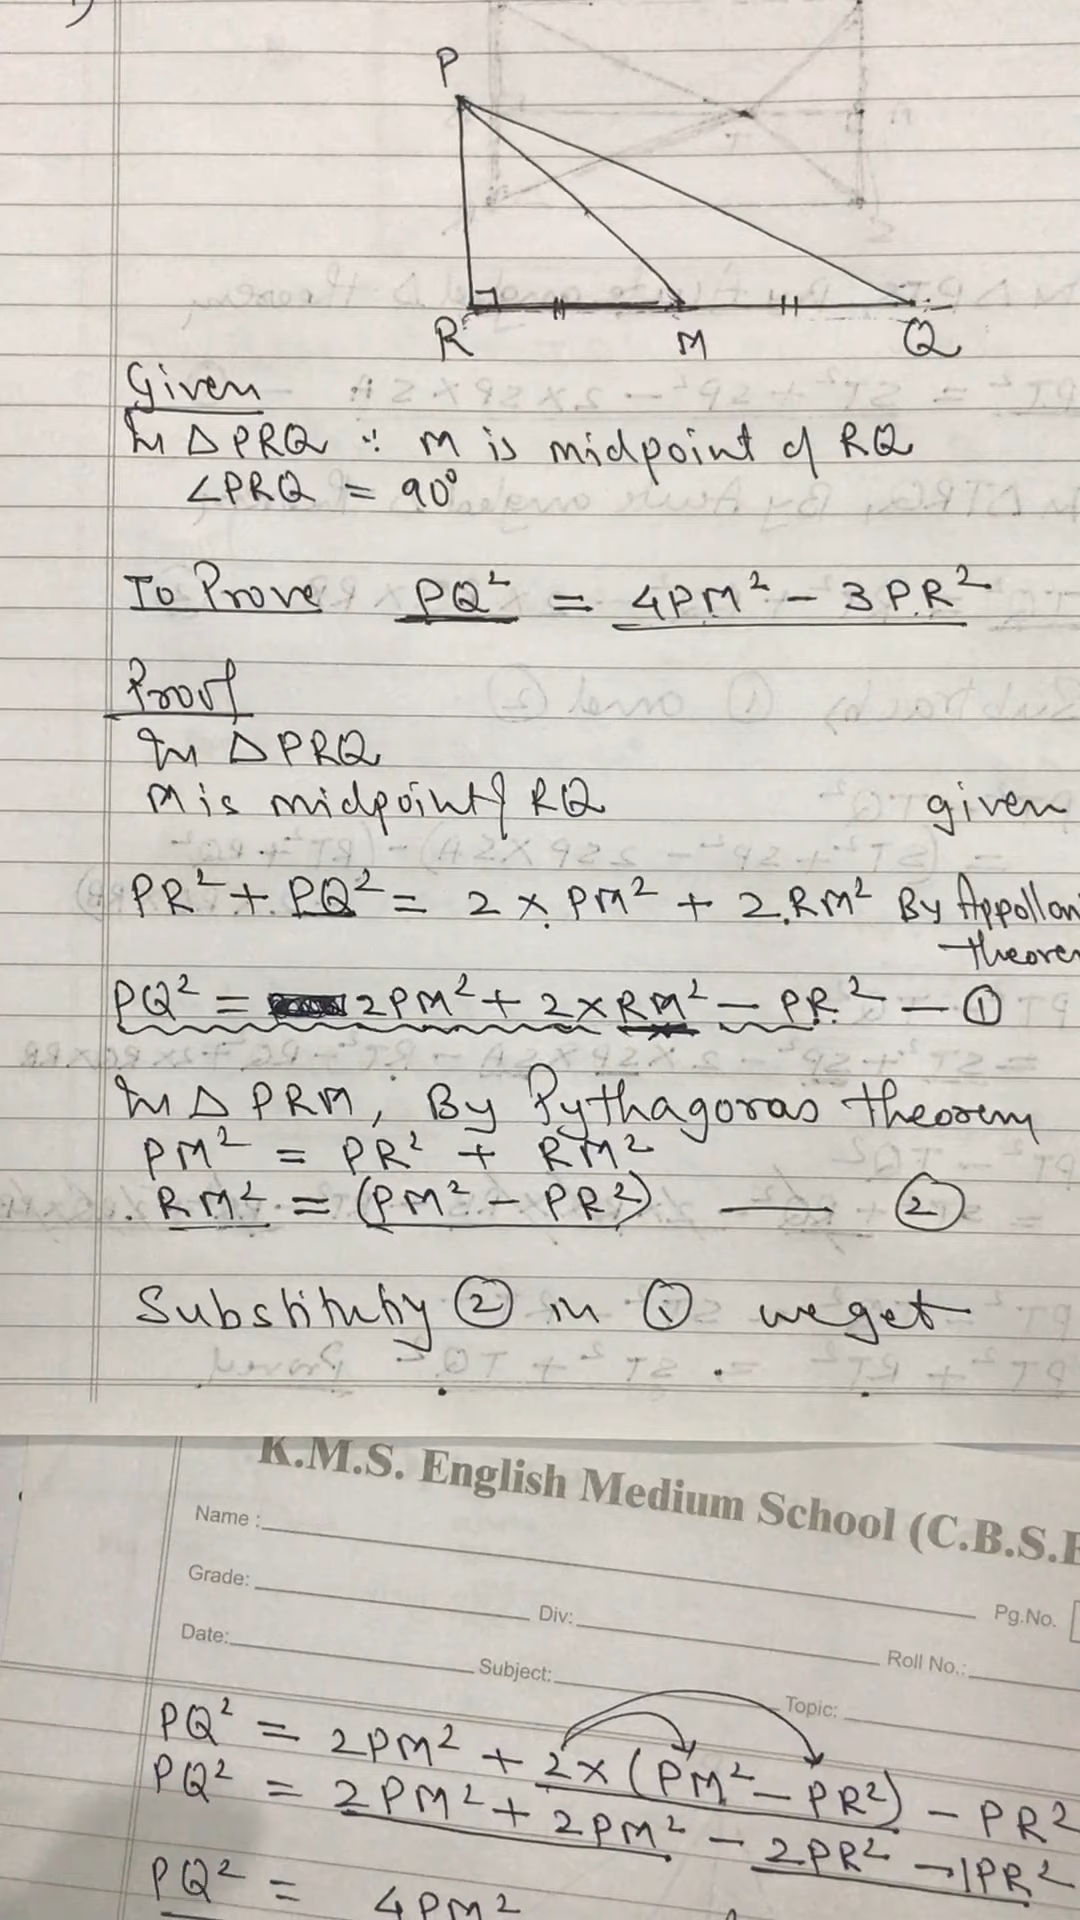 P
R M Q
Given
In △PRQ ∵ M is midpoint of RQ
∠PRQ = 90°
To Prove PQ² = 4PM² - 3PR²
Proof
In △PRQ
M is midpoint of RQ given
PR² + PQ² = 2 × PM² + 2.RM² By Appollon
theorem
PQ² = 2PM² + 2×RM² - PR² — ①
In △PRM, By Pythagoras theorem
PM² = PR² + RM²
RM² = (PM² - PR²) — ②
Substituting ② in ① we get
K.M.S. English Medium School (C.B.S.E
Name :
Grade: Div: Pg.No.
Date: Subject: Roll No.:
Topic:
PQ² = 2PM² + 2×(PM² - PR²) - PR²
PQ² = 2PM² + 2PM² - 2PR² - 1PR²
PQ² = 4PM²